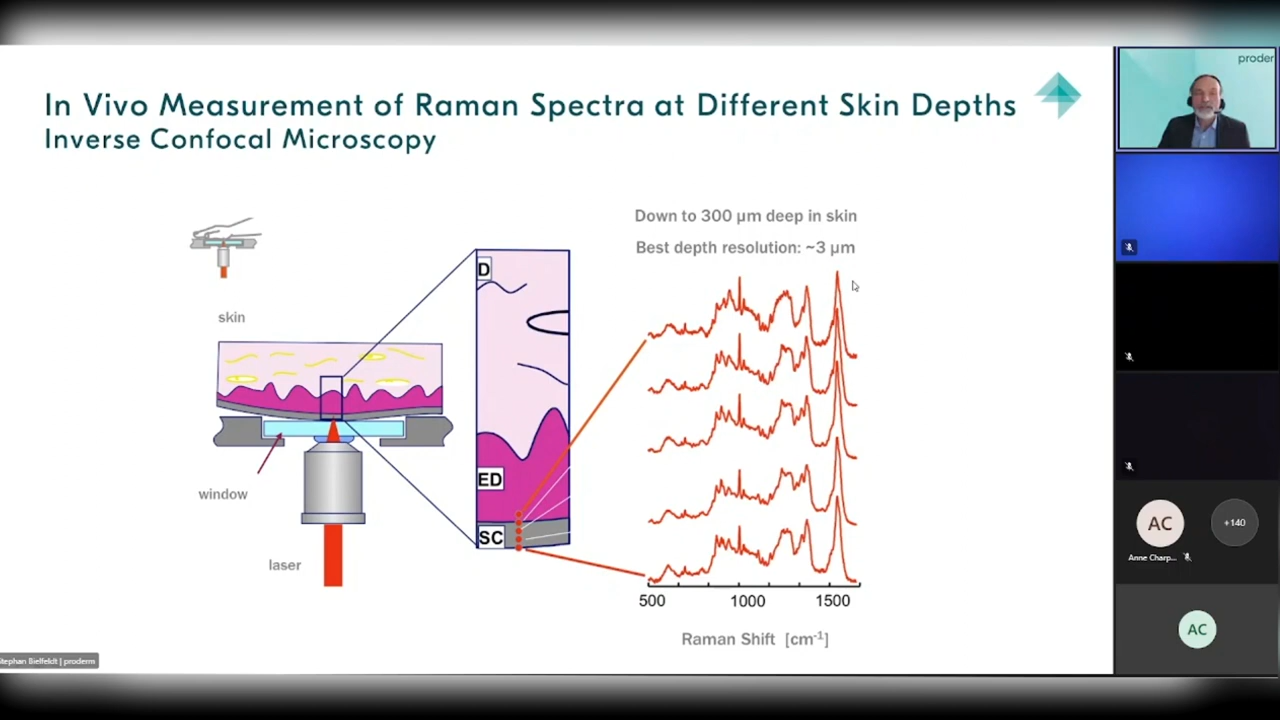 In Vivo Measurement of Raman Spectra at Different Skin Depths
Inverse Confocal Microscopy
Down to 300 µm deep in skin
Best depth resolution: ~3 µm
skin
window
laser
D
ED
SC
500 1000 1500
Raman Shift [cm⁻¹]
Stephan Bielfeldt | proderm
proder
AC
+140
Anne Charp...
AC